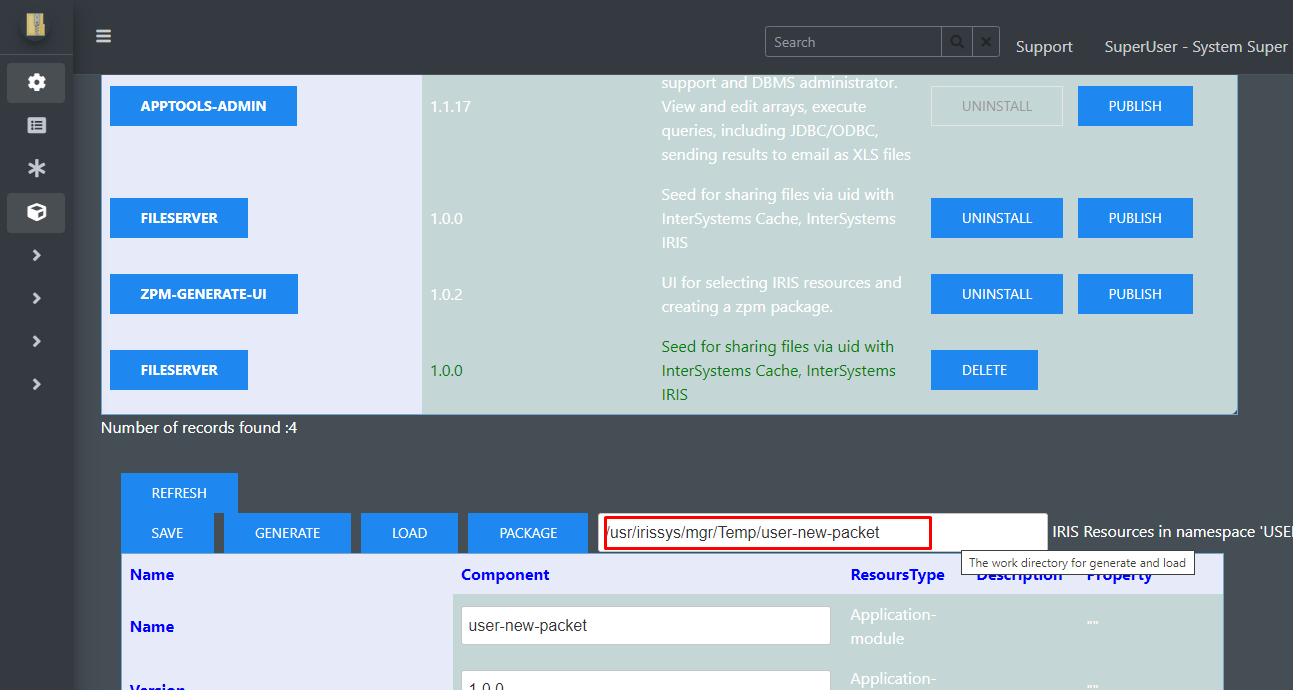 Search
Support
SuperUser - System Super
support and DBMS administrator.
APPTOOLS-ADMIN
1.1.17
View and edit arrays, execute
UNINSTALL
PUBLISH
queries, including JDBC/ODBC,
sending results to email as XLS files
Seed for sharing files via uid with
FILESERVER
1.0.0
InterSystems Cache, InterSystems
UNINSTALL
PUBLISH
IRIS
UI for selecting IRIS resources and
ZPM-GENERATE-UI
1.0.2
UNINSTALL
PUBLISH
creating a zpm package.
Seed for sharing files via uid with
FILESERVER
1.0.0
InterSystems Cache, InterSystems
DELETE
IRIS
Number of records found :4
REFRESH
SAVE
GENERATE
LOAD
PACKAGE
/usr/irissys/mgr/Temp/user-new-packet
IRIS Resources in namespace 'USE
The work directory for generate and load
Name
Component
ResoursType
Description
Property
Name
user-new-packet
Application-
module
""
Version
1.0.0
Application-
""